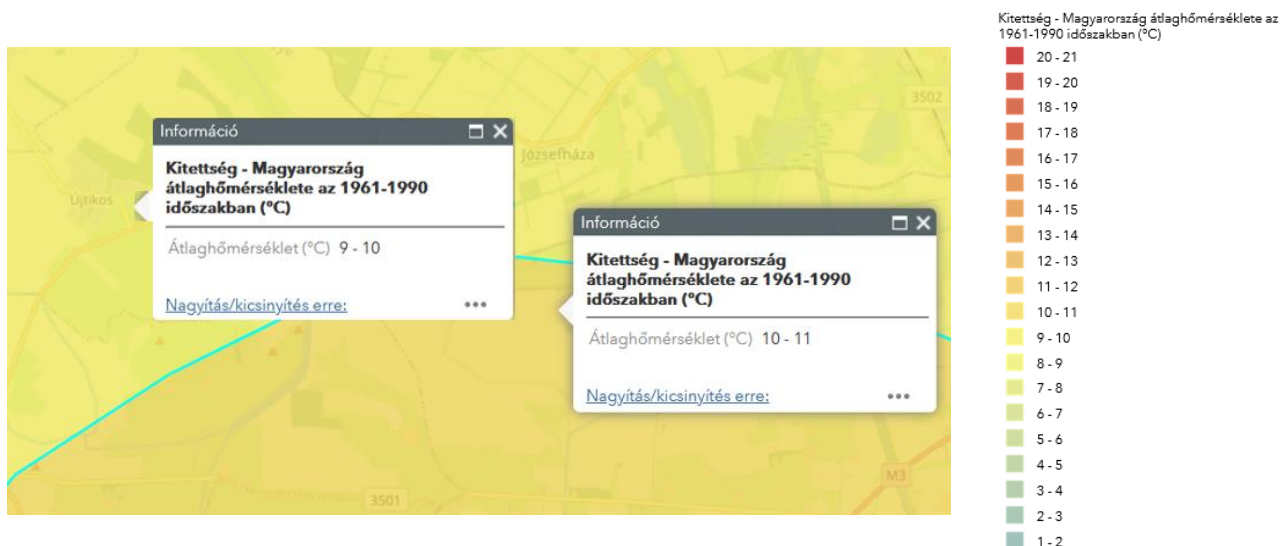 Kitettség - Magyarország átlaghőmérséklete az
1961-1990 időszakban (°C)
20 - 21
19 - 20
18 - 19
17 - 18
16 - 17
15 - 16
14 - 15
13 - 14
12 - 13
11 - 12
10 - 11
9 - 10
8 - 9
7 - 8
6 - 7
5 - 6
4 - 5
3 - 4
2 - 3
1 - 2
3502
Józsefháza
Újtikos
Információ
Kitettség - Magyarország
átlaghőmérséklete az 1961-1990
időszakban (°C)
Átlaghőmérséklet (°C) 9 - 10
Nagyítás/kicsinyítés erre:
Információ
Kitettség - Magyarország
átlaghőmérséklete az 1961-1990
időszakban (°C)
Átlaghőmérséklet (°C) 10 - 11
Nagyítás/kicsinyítés erre:
M3
3501